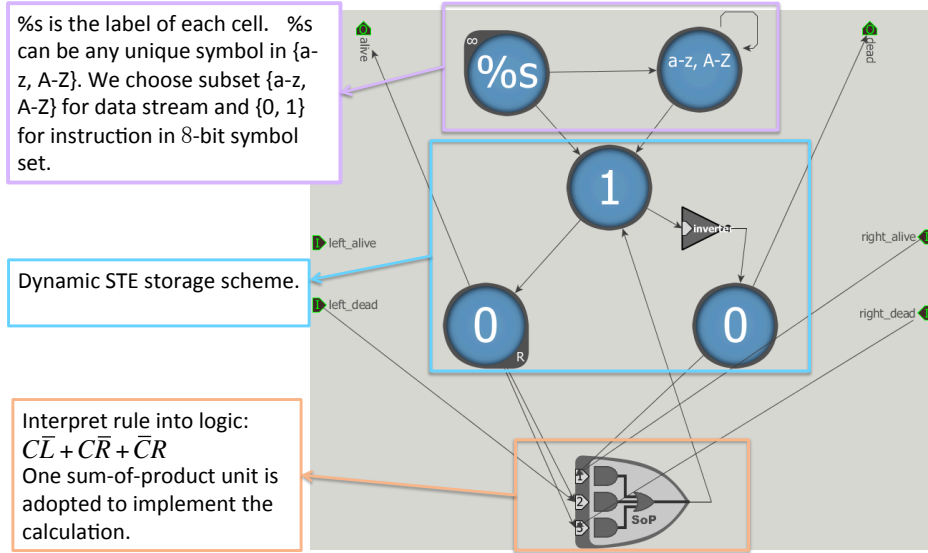 %s is the label of each cell. %s
can be any unique symbol in {a-
z, A-Z}. We choose subset {a-z,
A-Z} for data stream and {0, 1}
for instruction in 8-bit symbol
set.
O
alive
∞
%s
a-z, A-Z
O
dead
1
inverter
I left_alive
right_alive I
Dynamic STE storage scheme.
I left_dead
right_dead I
0
R
0
Interpret rule into logic:
CL̅ + CR̅ + C̅R
One sum-of-product unit is
adopted to implement the
calculation.
1
2
3
SoP